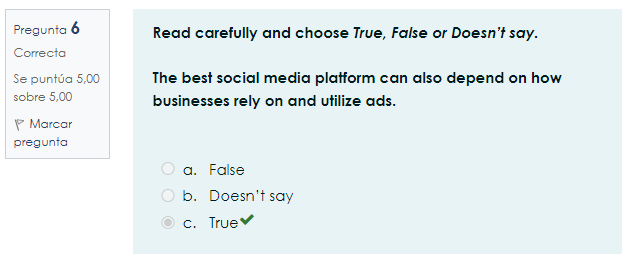 Pregunta 6
Correcta
Se puntúa 5,00
sobre 5,00
Marcar
pregunta
Read carefully and choose True, False or Doesn't say.
The best social media platform can also depend on how
businesses rely on and utilize ads.
a. False
b. Doesn't say
c. True